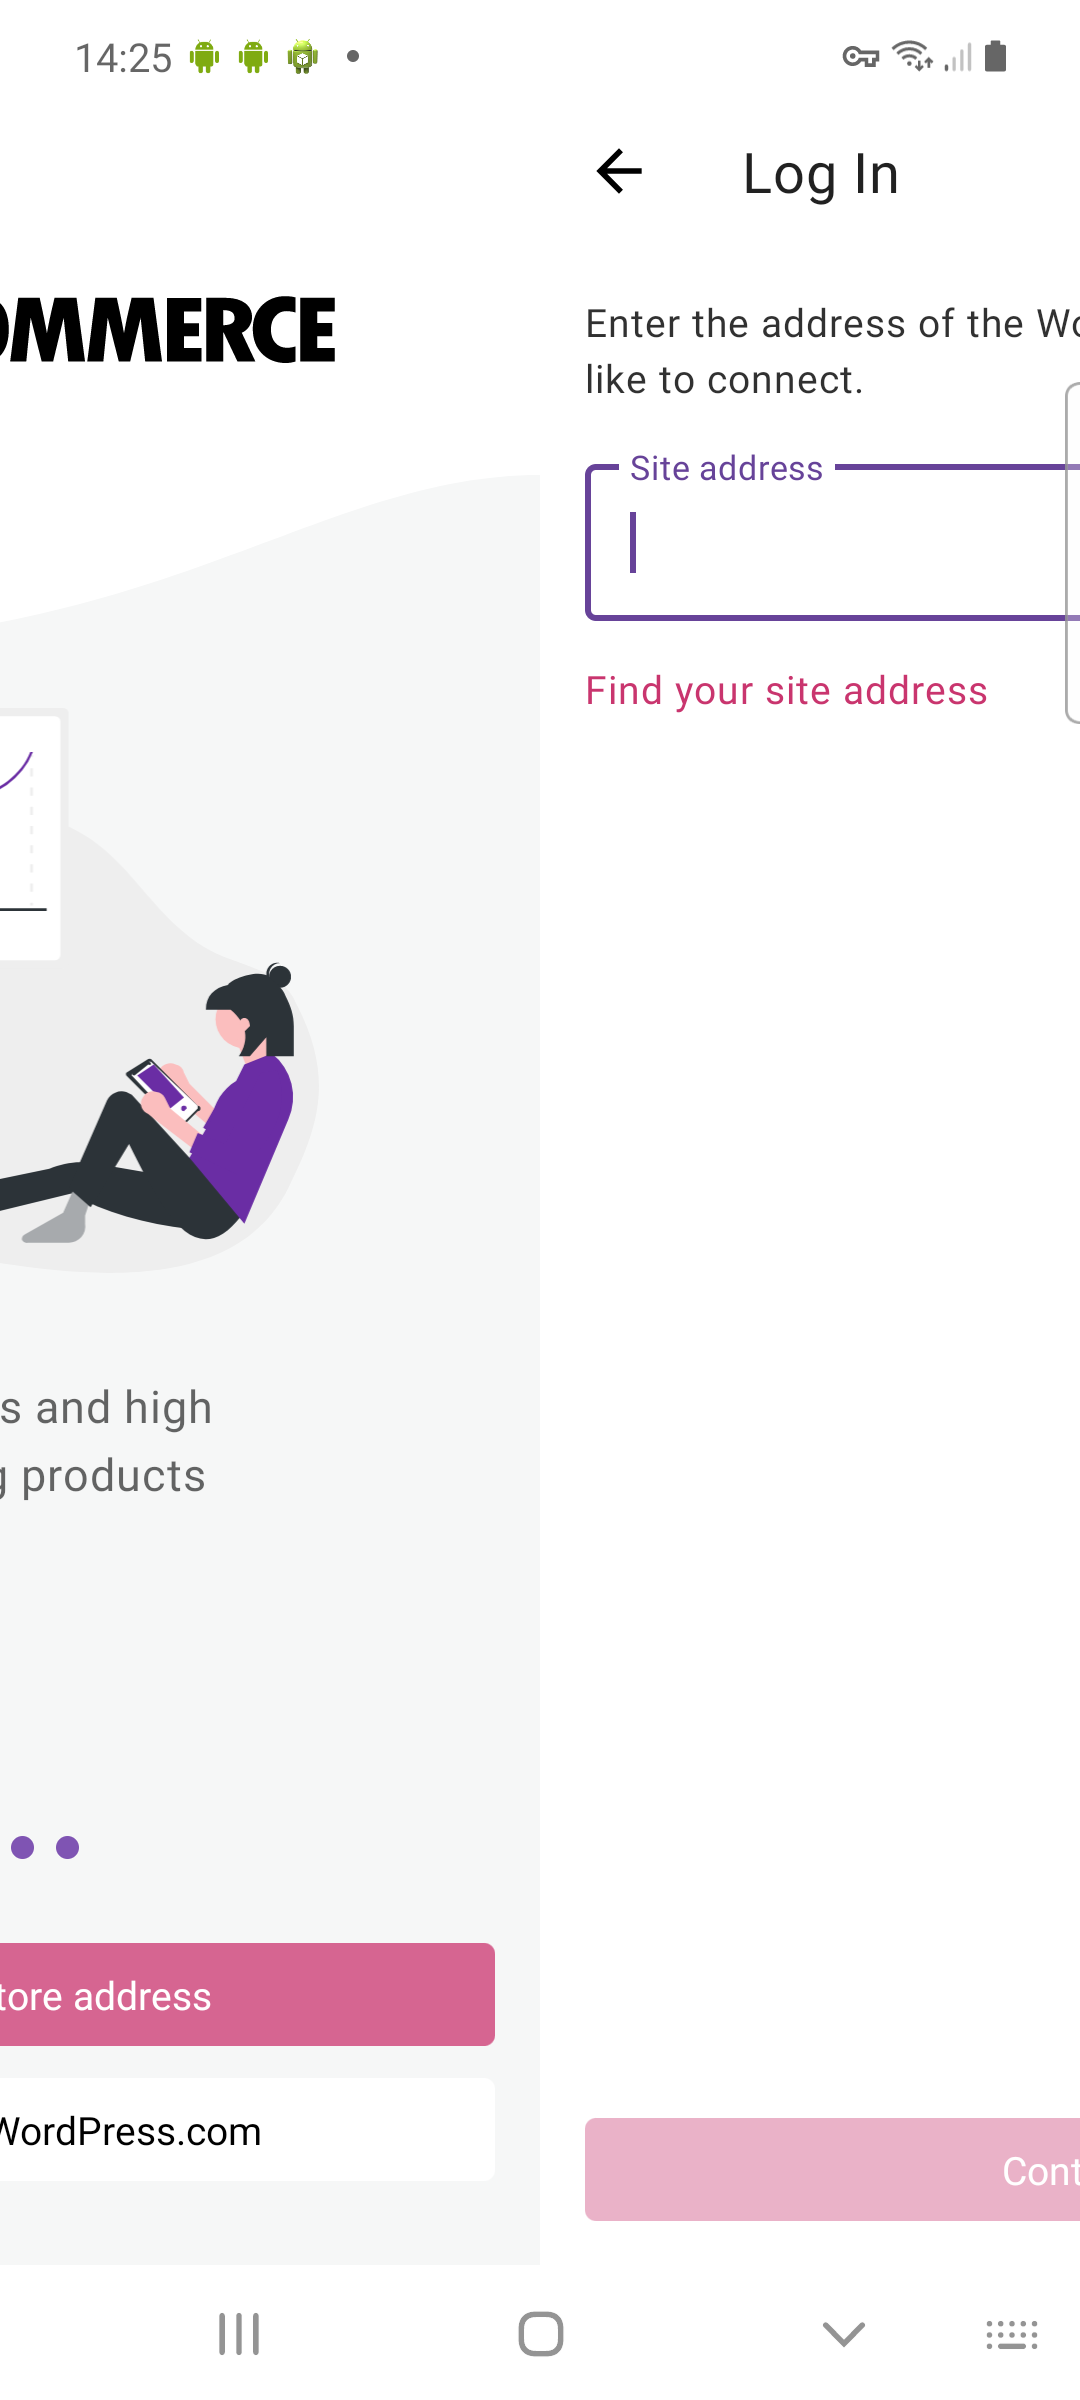 14:25
OMMERCE
s and high
g products
tore address
WordPress.com
Log In
Enter the address of the Wo
like to connect.
Site address
Find your site address
Cont